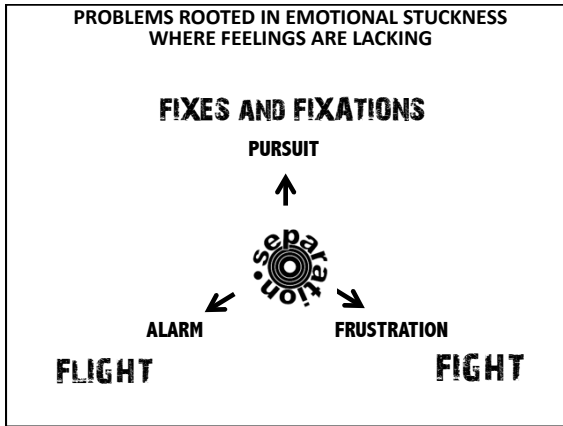 PROBLEMS ROOTED IN EMOTIONAL STUCKNESS
WHERE FEELINGS ARE LACKING
FIXES AND FIXATIONS
PURSUIT
separation
ALARM
FRUSTRATION
FLIGHT
FIGHT